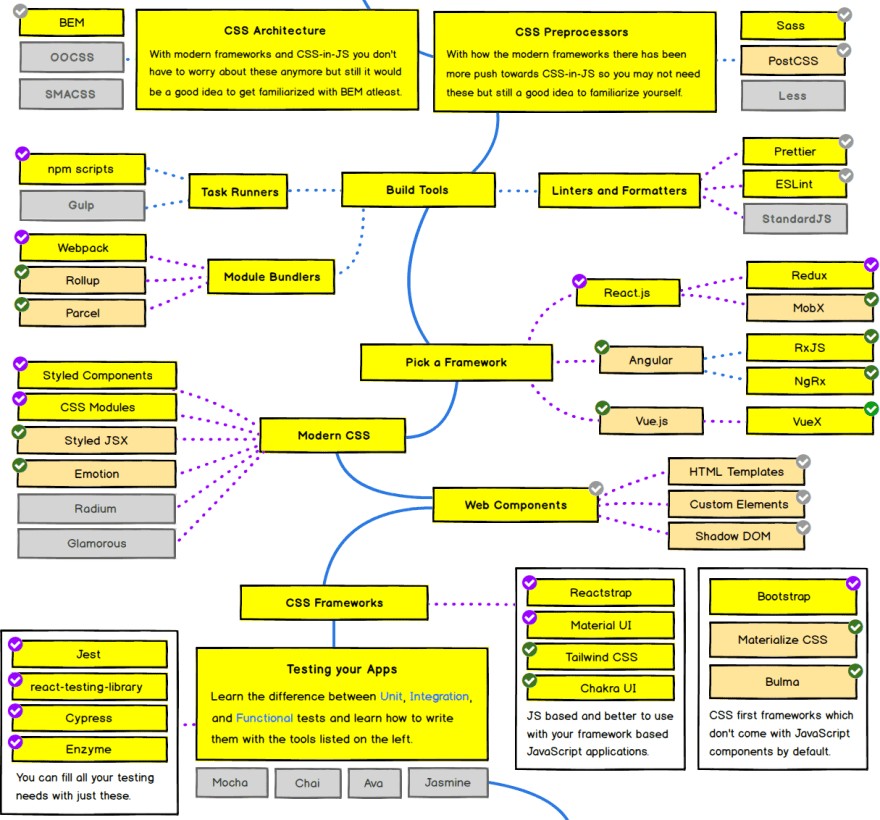 BEM
OOCSS
SMACSS
CSS Architecture
With modern frameworks and CSS-in-JS you don't
have to worry about these anymore but still it would
be a good idea to get familiarized with BEM atleast.
CSS Preprocessors
With how the modern frameworks there has been
more push towards CSS-in-JS so you may not need
these but still a good idea to familiarize yourself.
Sass
PostCSS
Less
npm scripts
Gulp
Task Runners
Build Tools
Linters and Formatters
Prettier
ESLint
StandardJS
Webpack
Rollup
Parcel
Module Bundlers
React.js
Redux
MobX
Pick a Framework
Angular
RxJS
NgRx
Vue.js
VueX
Styled Components
CSS Modules
Styled JSX
Emotion
Radium
Glamorous
Modern CSS
Web Components
HTML Templates
Custom Elements
Shadow DOM
CSS Frameworks
Reactstrap
Material UI
Tailwind CSS
Chakra UI
JS based and better to use
with your framework based
JavaScript applications.
Bootstrap
Materialize CSS
Bulma
CSS first frameworks which
don't come with JavaScript
components by default.
Jest
react-testing-library
Cypress
Enzyme
You can fill all your testing
needs with just these.
Testing your Apps
Learn the difference between Unit, Integration,
and Functional tests and learn how to write
them with the tools listed on the left.
Mocha
Chai
Ava
Jasmine